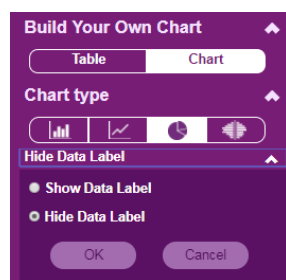 Build Your Own Chart
Table Chart
Chart type
Hide Data Label
Show Data Label
Hide Data Label
OK Cancel